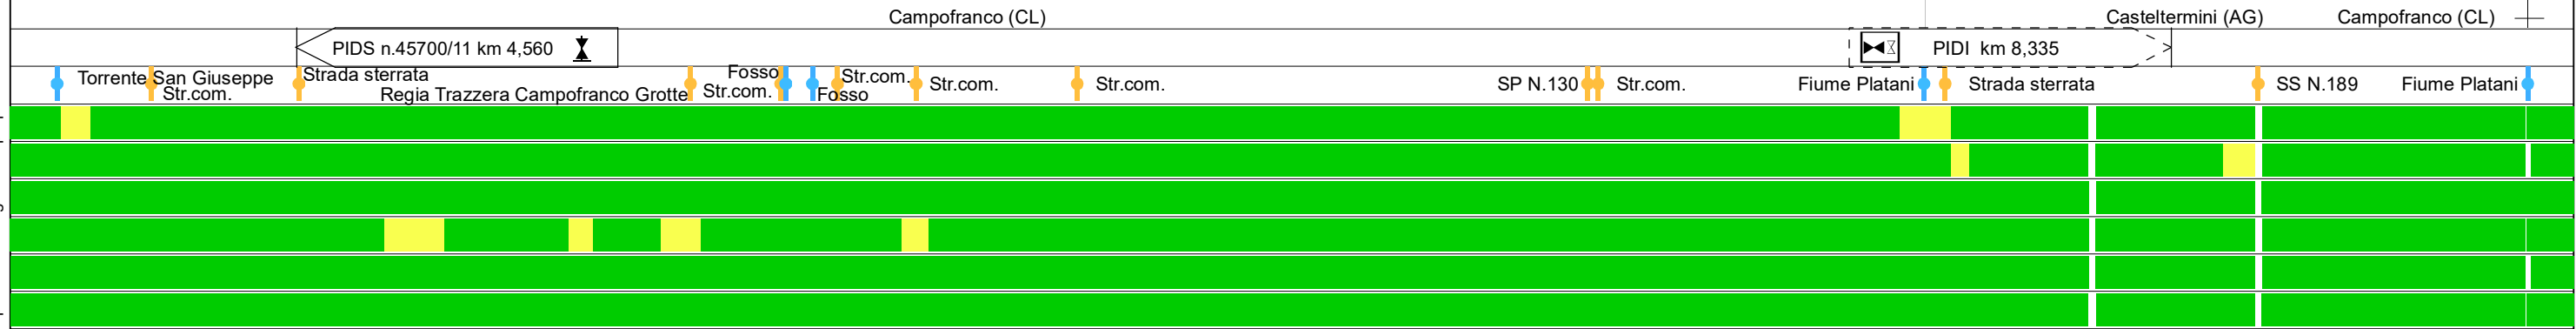 Campofranco (CL)
Casteltermini (AG)
Campofranco (CL)
PIDS n.45700/11 km 4,560
PIDI km 8,335
Torrente San Giuseppe
Str.com.
Strada sterrata
Regia Trazzera Campofranco Grotte
Fosso
Str.com.
Str.com.
Fosso
Str.com.
Str.com.
SP N.130
Str.com.
Fiume Platani
Strada sterrata
SS N.189
Fiume Platani